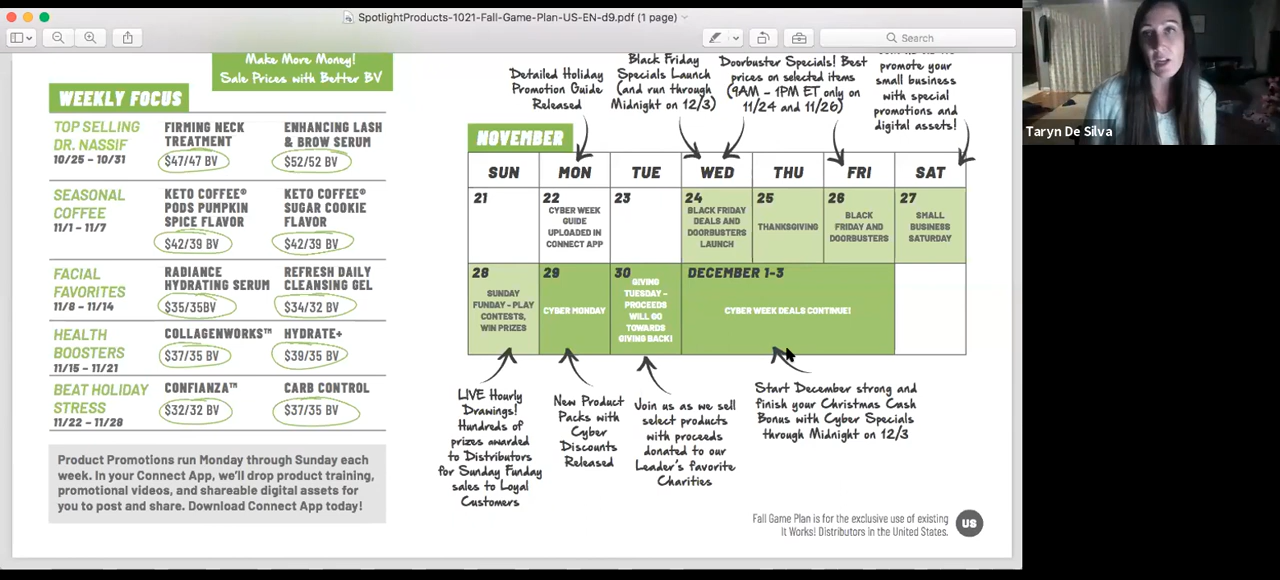 SpotlightProducts-1021-Fall-Game-Plan-US-EN-d9.pdf (1 page)
Search
Taryn De Silva
Make More Money!
Sale Prices with Better BV
WEEKLY FOCUS
TOP SELLING
DR. NASSIF
10/25 – 10/31
FIRMING NECK
TREATMENT
$47/47 BV
ENHANCING LASH
& BROW SERUM
$52/52 BV
SEASONAL
COFFEE
11/1 – 11/7
KETO COFFEE®
PODS PUMPKIN
SPICE FLAVOR
$42/39 BV
KETO COFFEE®
SUGAR COOKIE
FLAVOR
$42/39 BV
FACIAL
FAVORITES
11/8 – 11/14
RADIANCE
HYDRATING SERUM
$35/35BV
REFRESH DAILY
CLEANSING GEL
$34/32 BV
HEALTH
BOOSTERS
11/15 – 11/21
COLLAGENWORKS™
$37/35 BV
HYDRATE+
$39/35 BV
BEAT HOLIDAY
STRESS
11/22 – 11/28
CONFIANZA™
$32/32 BV
CARB CONTROL
$37/35 BV
Product Promotions run Monday through Sunday each
week. In your Connect App, we'll drop product training,
promotional videos, and shareable digital assets for
you to post and share. Download Connect App today!
Detailed Holiday
Promotion Guide
Released
Black Friday
Specials Launch
(and run through
Midnight on 12/3)
Doorbuster Specials! Best
prices on selected items
(9AM – 1PM ET only on
11/24 and 11/26)
promote your
small business
with special
promotions and
digital assets!
NOVEMBER
SUN MON TUE WED THU FRI SAT
21
22
CYBER WEEK
GUIDE
UPLOADED IN
CONNECT APP
23
24
BLACK FRIDAY
DEALS AND
DOORBUSTERS
LAUNCH
25
THANKSGIVING
26
BLACK
FRIDAY AND
DOORBUSTERS
27
SMALL
BUSINESS
SATURDAY
28
SUNDAY
FUNDAY - PLAY
CONTESTS,
WIN PRIZES
29
CYBER MONDAY
30
GIVING
TUESDAY –
PROCEEDS
WILL GO
TOWARDS
GIVING BACK!
DECEMBER 1-3
CYBER WEEK DEALS CONTINUE!
LIVE Hourly
Drawings!
Hundreds of
prizes awarded
to Distributors
for Sunday Funday
sales to Loyal
Customers
New Product
Packs with
Cyber
Discounts
Released
Join us as we sell
select products
with proceeds
donated to our
Leader's favorite
Charities
Start December strong and
finish your Christmas Cash
Bonus with Cyber Specials
through Midnight on 12/3
Fall Game Plan is for the exclusive use of existing
It Works! Distributors in the United States.
US